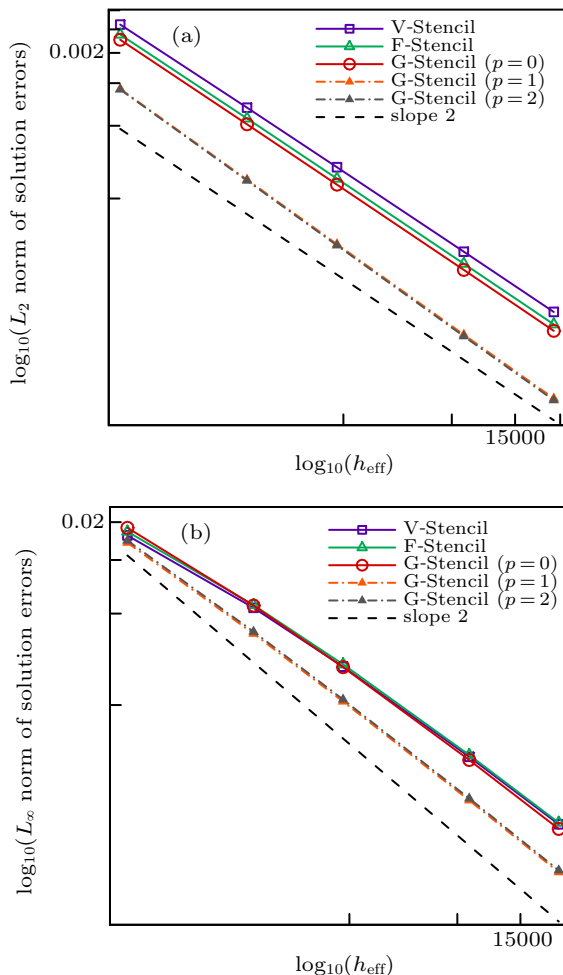 (a)
V-Stencil
F-Stencil
G-Stencil (p=0)
G-Stencil (p=1)
G-Stencil (p=2)
slope 2
0.002
log₁₀(L₂ norm of solution errors)
15000
log₁₀(h_eff)
(b)
V-Stencil
F-Stencil
G-Stencil (p=0)
G-Stencil (p=1)
G-Stencil (p=2)
slope 2
0.02
log₁₀(L∞ norm of solution errors)
15000
log₁₀(h_eff)